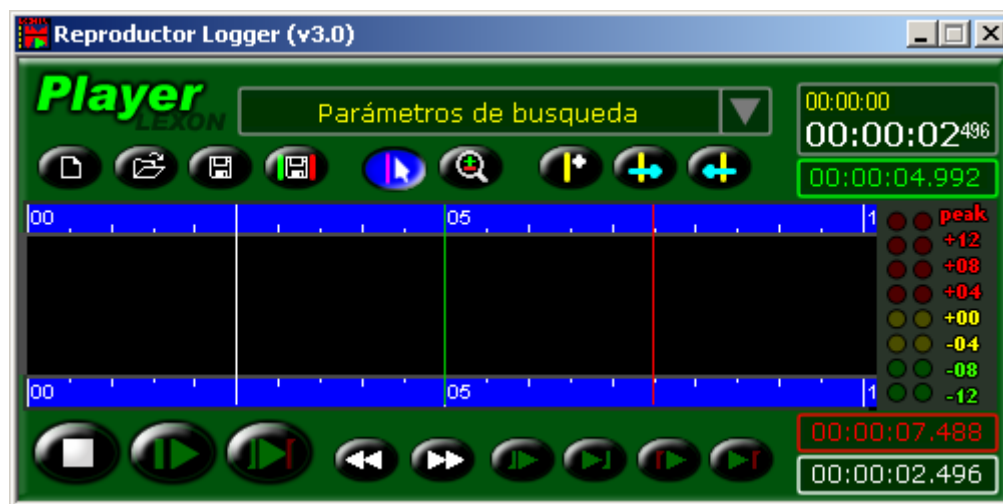 Reproductor Logger (v3.0)
Player
LEXON
Parámetros de busqueda
00:00:00
00:00:02496
00:00:04.992
00 05 1
peak
+12
+08
+04
+00
-04
-08
-12
00 05 1
00:00:07.488
00:00:02.496